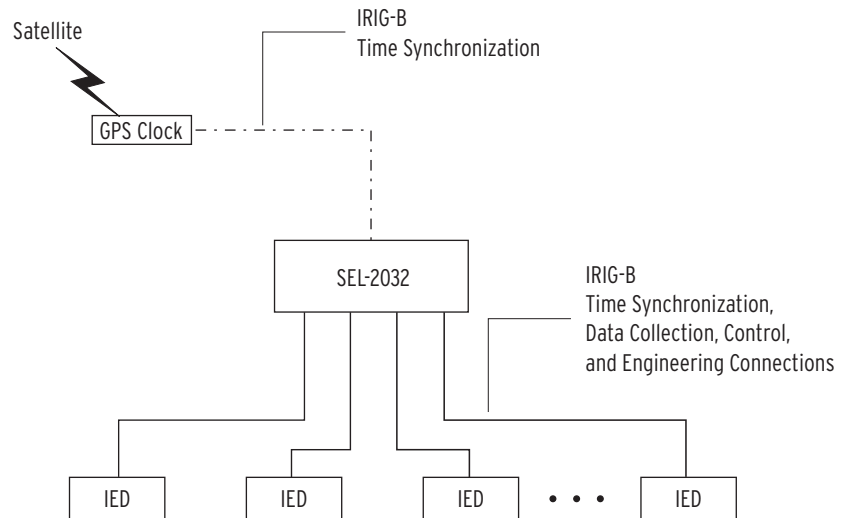 Satellite
IRIG-B
Time Synchronization
GPS Clock
SEL-2032
IRIG-B
Time Synchronization,
Data Collection, Control,
and Engineering Connections
IED
IED
IED
• • •
IED